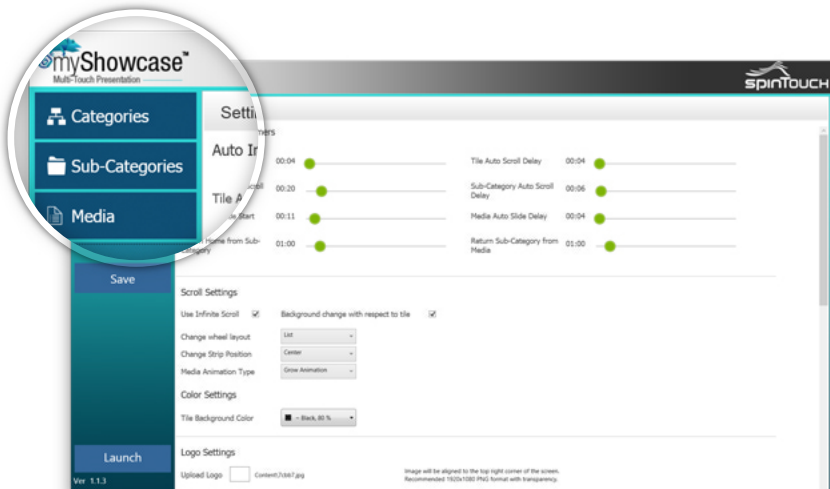 myShowcase™
Multi-Touch Presentation
spinTouch
Categories
Sub-Categories
Media
Save
Launch
Ver 1.1.3
Auto
Tile
00:04
Tile Auto Scroll Delay 00:04
00:20
Sub-Category Auto Scroll Delay 00:06
Start 00:11
Media Auto Slide Delay 00:04
Home from Sub-
01:00
Return Sub-Category from
Media
01:00
Scroll Settings
Use Infinite Scroll
Background change with respect to tile
Change wheel layout List
Change Strip Position Center
Media Animation Type Grow Animation
Color Settings
Tile Background Color ~ Black, 80 %
Logo Settings
Upload Logo
Image will be aligned to the top right corner of the screen.
Recommended 1920x1080 PNG format with transparency.